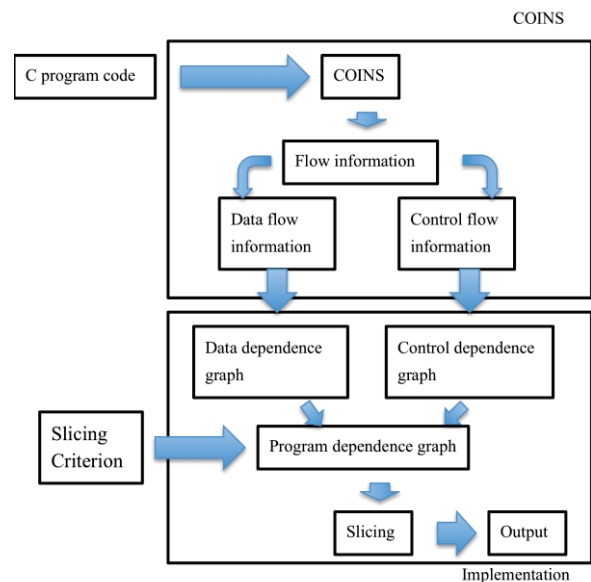 COINS
C program code
COINS
Flow information
Data flow
information
Control flow
information
Data dependence
graph
Control dependence
graph
Slicing
Criterion
Program dependence graph
Slicing
Output
Implementation